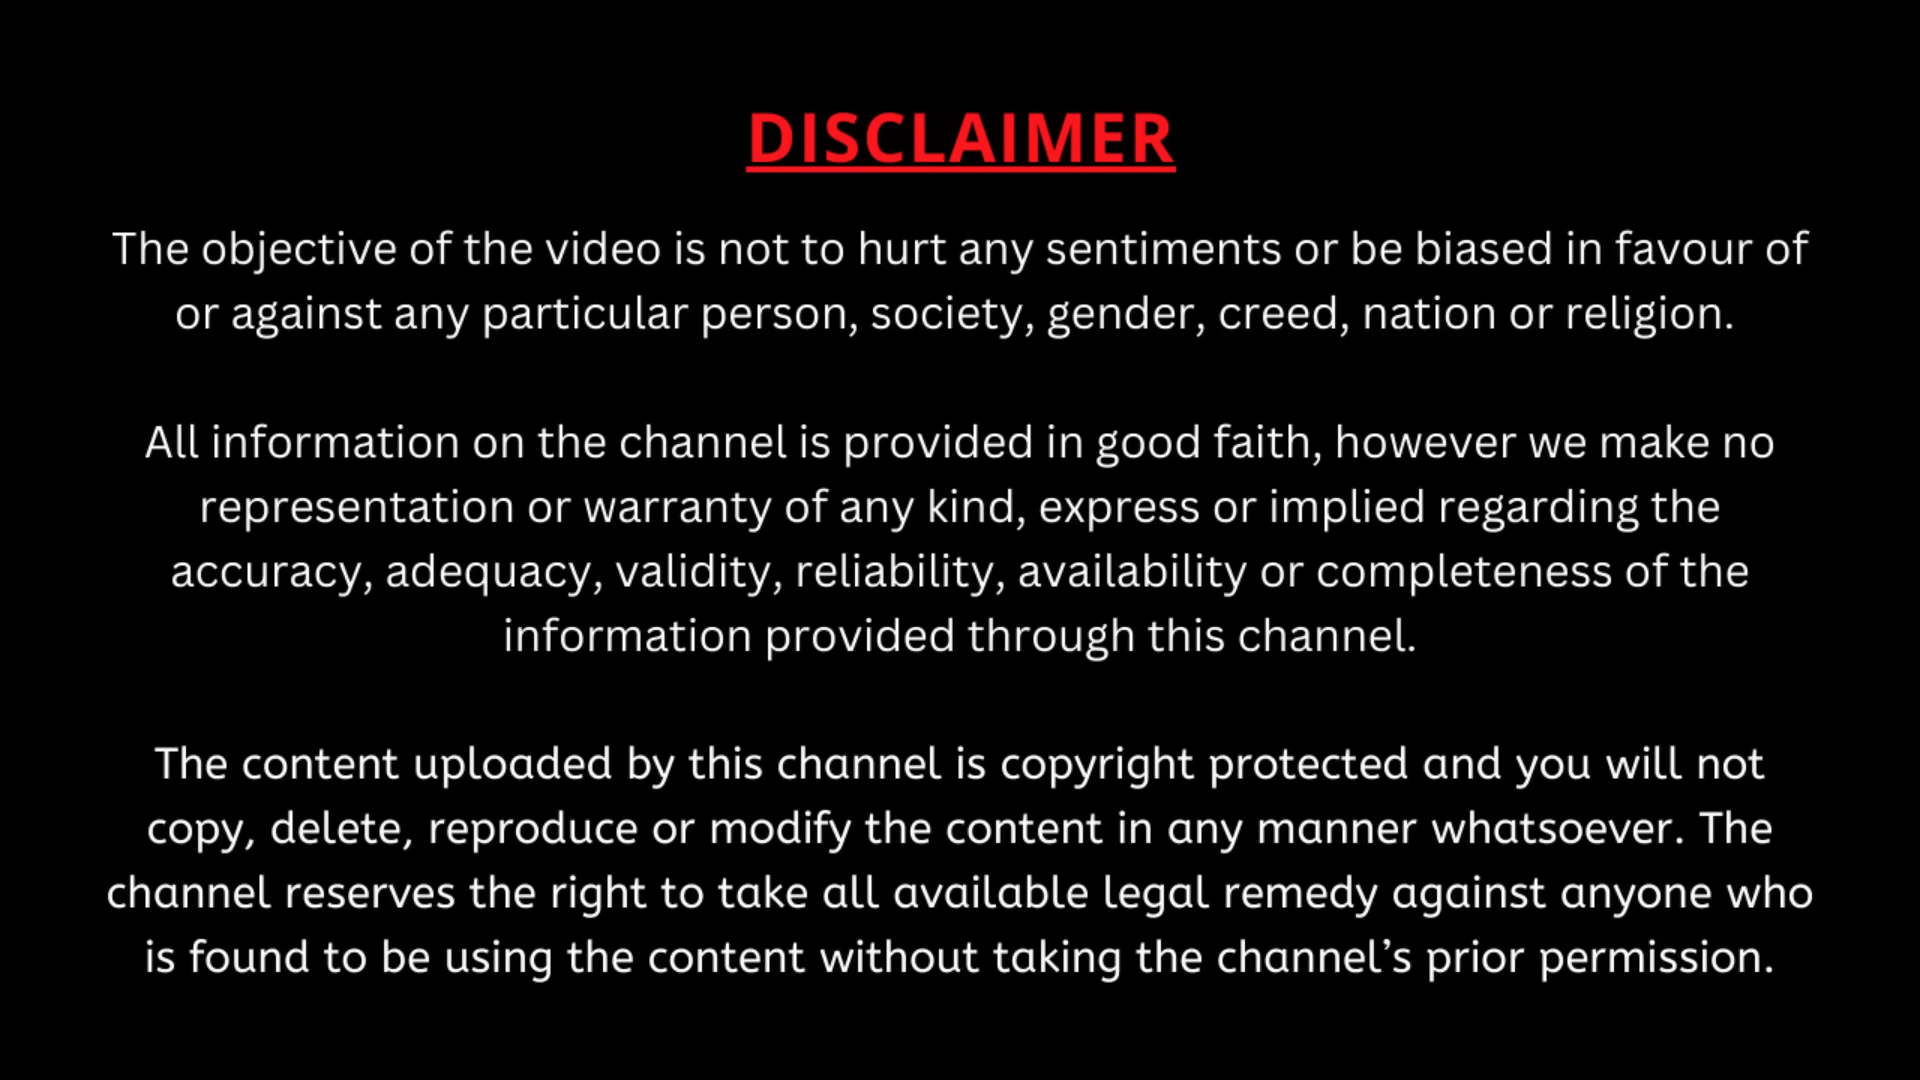 DISCLAIMER
The objective of the video is not to hurt any sentiments or be biased in favour of
or against any particular person, society, gender, creed, nation or religion.
All information on the channel is provided in good faith, however we make no
representation or warranty of any kind, express or implied regarding the
accuracy, adequacy, validity, reliability, availability or completeness of the
information provided through this channel.
The content uploaded by this channel is copyright protected and you will not
copy, delete, reproduce or modify the content in any manner whatsoever. The
channel reserves the right to take all available legal remedy against anyone who
is found to be using the content without taking the channel’s prior permission.